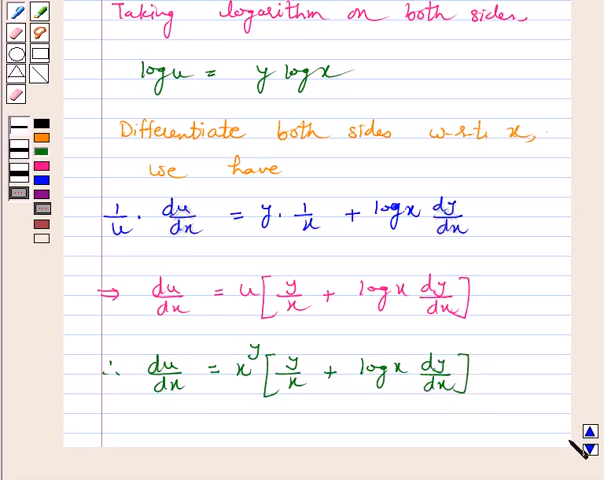 Taking logarithm on both sides,
log u = y log x
Differentiate both sides w.r.t. x,
we have
1/u · du/dx = y · 1/x + log x dy/dx
⇒ du/dx = u [ y/x + log x dy/dx ]
∴ du/dx = x^y [ y/x + log x dy/dx ]